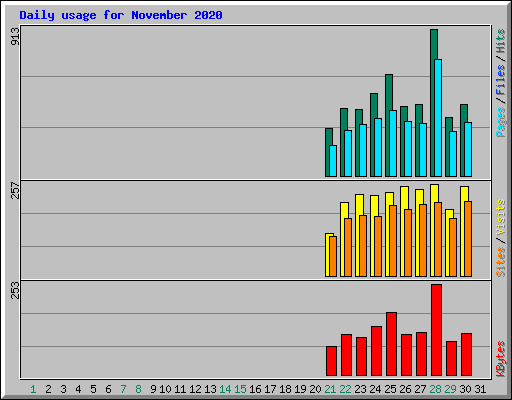 Daily usage for November 2020
913
257
253
Pages / Files / Hits
Sites / Visits
KBytes
1 2 3 4 5 6 7 8 9 10 11 12 13 14 15 16 17 18 19 20 21 22 23 24 25 26 27 28 29 30 31